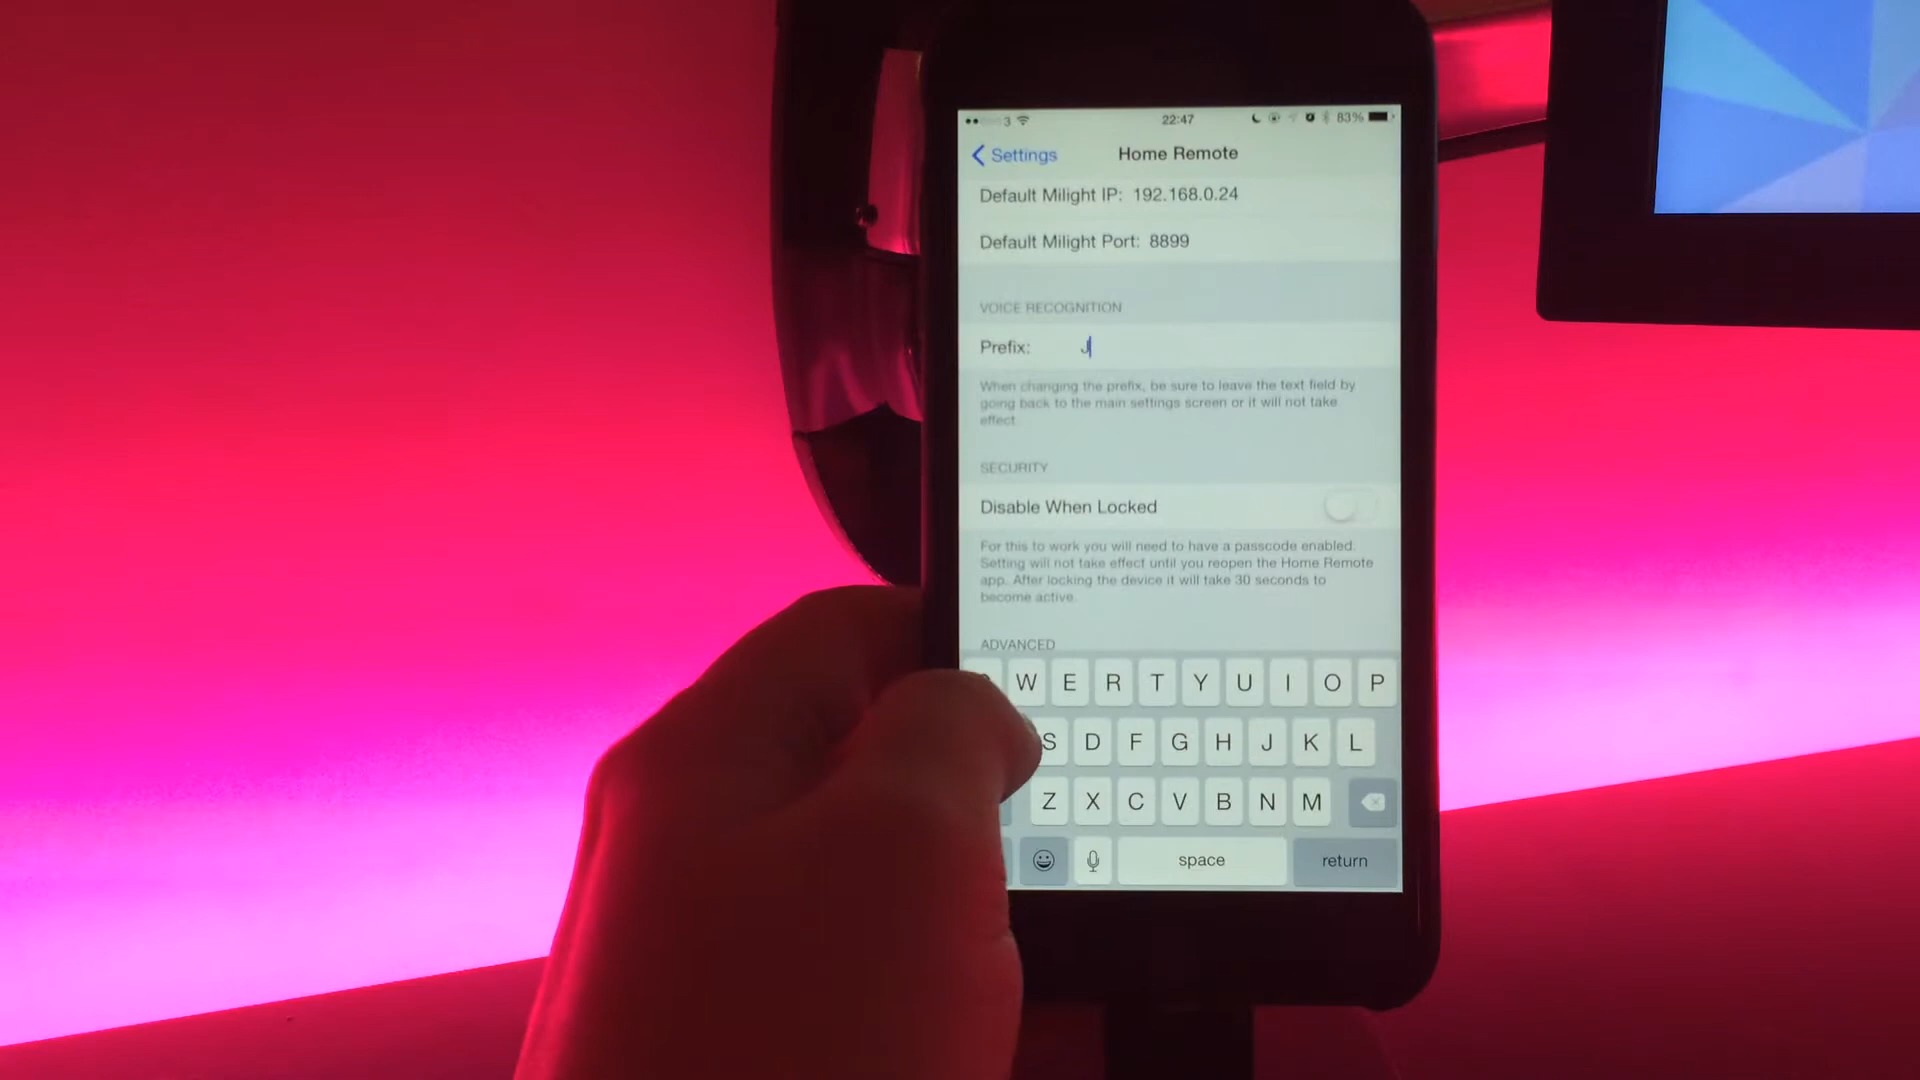 3 22:47 83%
Settings Home Remote
Default Milight IP: 192.168.0.24
Default Milight Port: 8899
VOICE RECOGNITION
Prefix: J
When changing the prefix, be sure to leave the text field by
going back to the main settings screen or it will not take
effect.
SECURITY
Disable When Locked
For this to work you will need to have a passcode enabled.
Setting will not take effect until you reopen the Home Remote
app. After locking the device it will take 30 seconds to
become active.
ADVANCED
W E R T Y U I O P
S D F G H J K L
Z X C V B N M
space return